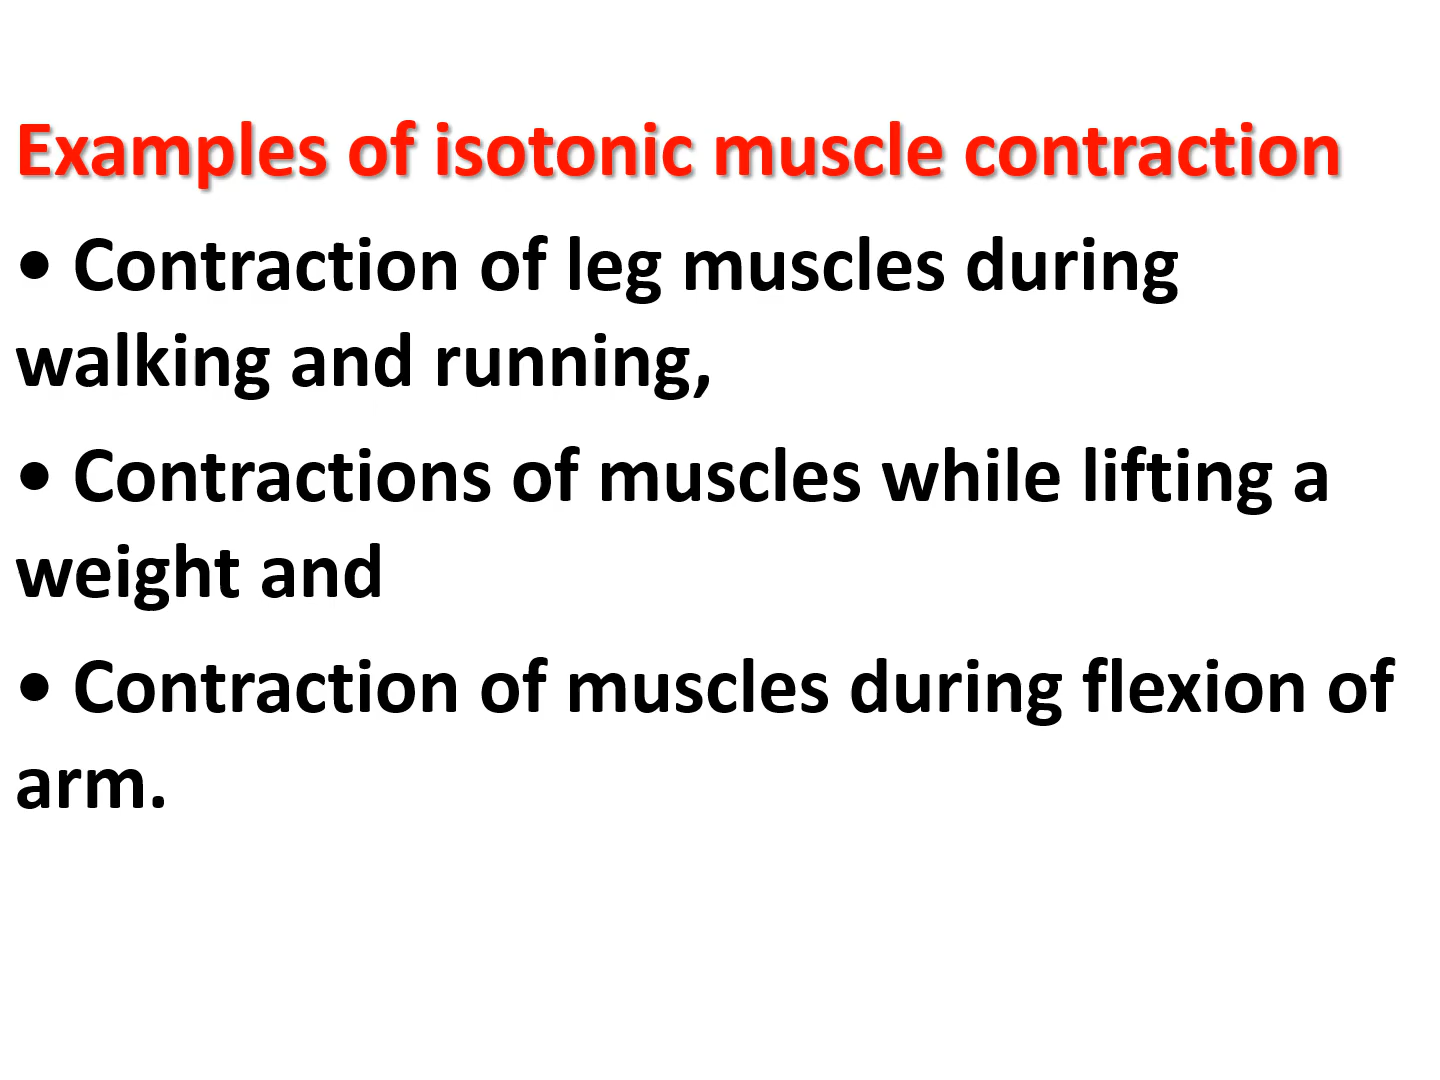 Examples of isotonic muscle contraction
• Contraction of leg muscles during
walking and running,
• Contractions of muscles while lifting a
weight and
• Contraction of muscles during flexion of
arm.